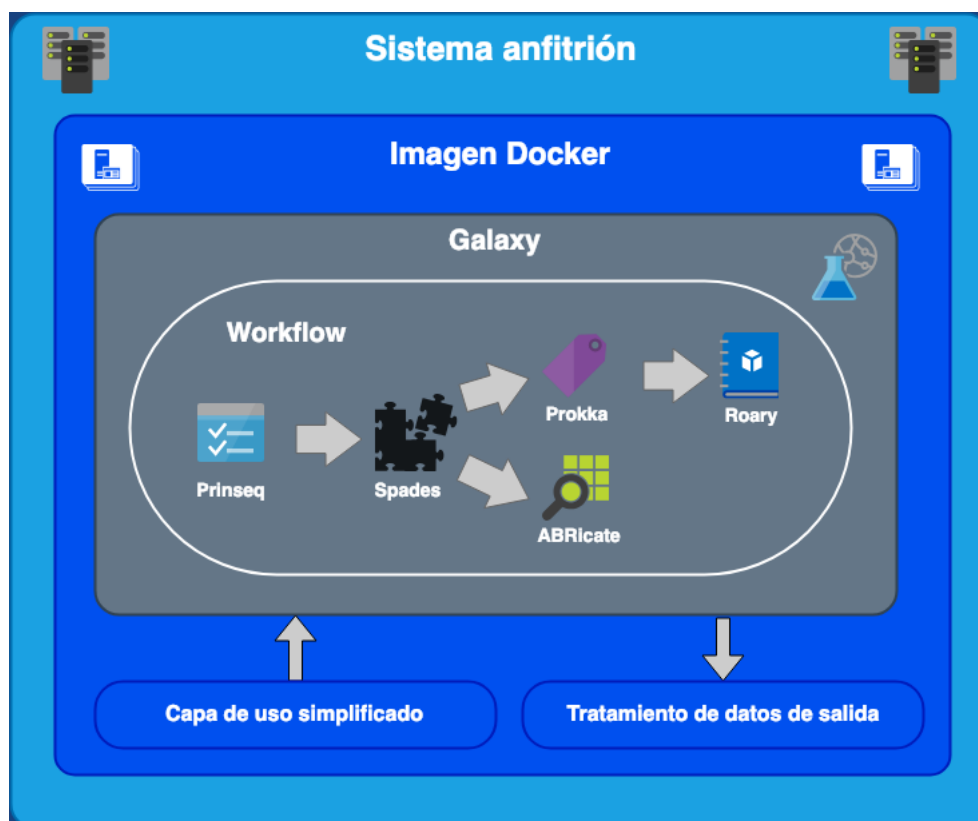 Sistema anfitrión
Imagen Docker
Galaxy
Workflow
Prokka
Roary
Prinseq
Spades
ABRicate
Capa de uso simplificado
Tratamiento de datos de salida